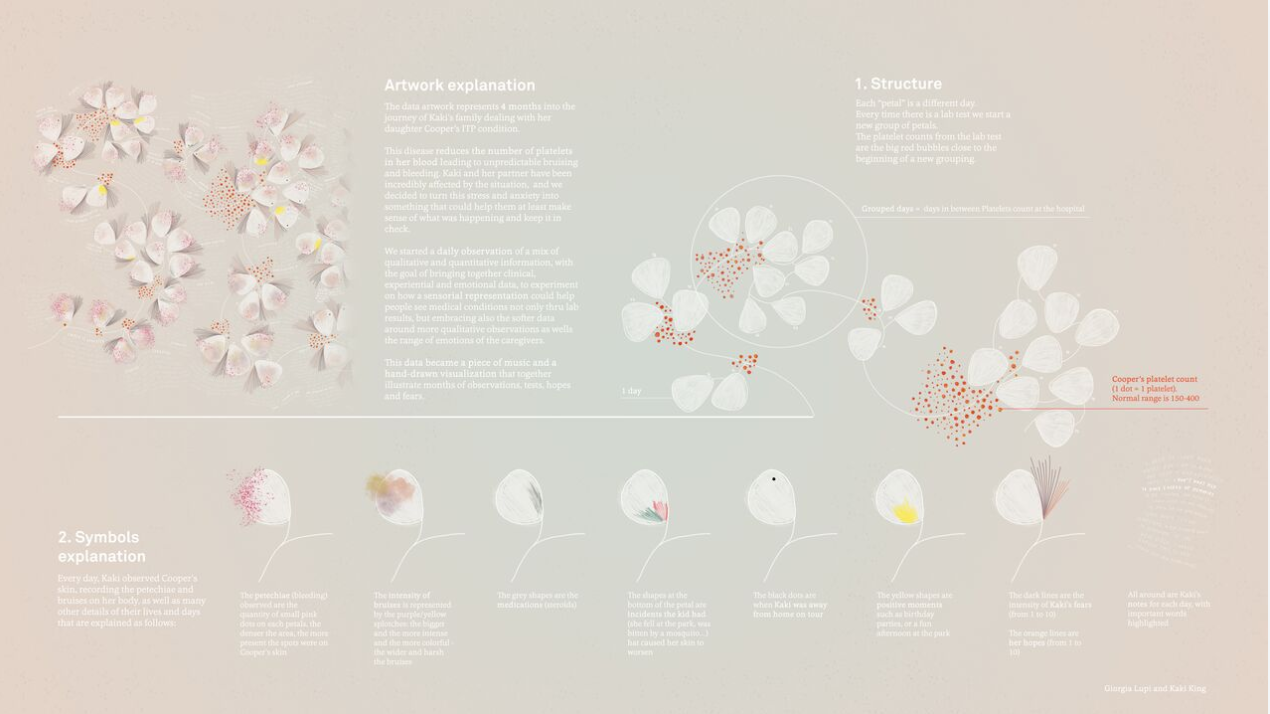 Artwork explanation
The data artwork represents 4 months into the
journey of Kaki's family dealing with her
daughter Cooper's ITP condition.
This disease reduces the number of platelets
in her blood leading to unpredictable bruising
and bleeding. Kaki and her partner have been
incredibly affected by the situation, and we
decided to turn this stress and anxiety into
something that could help them at least make
sense of what was happening and keep it in
check.
We started a daily observation of a mix of
qualitative and quantitative information, with
the goal of bringing together clinical,
experiential and emotional data, to experiment
on how a sensorial representation could help
people see medical conditions not only thru lab
results, but embracing also the softer data
around more qualitative observations as wells
the range of emotions of the caregivers.
This data became a piece of music and a
hand-drawn visualization that together
illustrate months of observations, tests, hopes
and fears.
1. Structure
Each "petal" is a different day.
Every time there is a lab test we start a
new group of petals.
The platelet counts from the lab test
are the big red bubbles close to the
beginning of a new grouping.
Grouped days = days in between Platelets count at the hospital
1 day
Cooper's platelet count
(1 dot = 1 platelet).
Normal range is 150-400
2. Symbols
explanation
Every day, Kaki observed Cooper's
skin, recording the petechiae and
bruises on her body, as well as many
other details of their lives and days
that are explained as follows:
The petechiae (bleeding)
observed are the
quantity of small pink
dots on each petals, the
denser the area, the more
present the spots were on
Cooper's skin
The intensity of
bruises is represented
by the purple/yellow
splotches: the bigger
and the more intense
and the more colorful -
the wider and harsh
the bruises
The grey shapes are the
medications (steroids).
The shapes at the
bottom of the petal are
incidents the kid had
(she fell at the park, was
bitten by a mosquito...)
hat caused her skin to
worsen
The black dots are
when Kaki was away
from home on tour
The yellow shapes are
positive moments
such as birthday
parties, or a fun
afternoon at the park
The dark lines are the
intensity of Kaki's fears
(from 1 to 10)
The orange lines are
her hopes (from 1 to
10)
All around are Kaki's
notes for each day, with
important words
highlighted
Giorgia Lupi and Kaki King